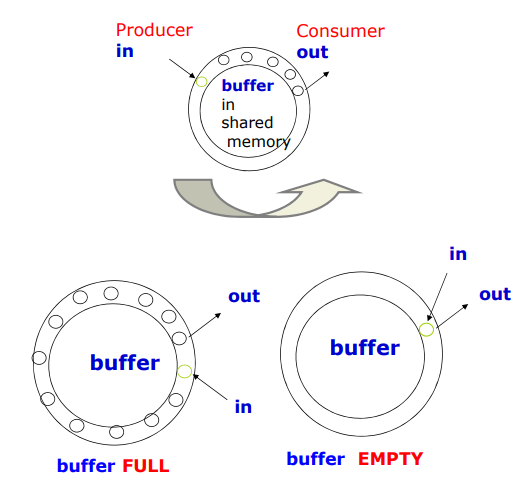 Producer
in
Consumer
out
buffer
in
shared
memory
in
out
out
buffer
buffer
in
buffer FULL
buffer EMPTY